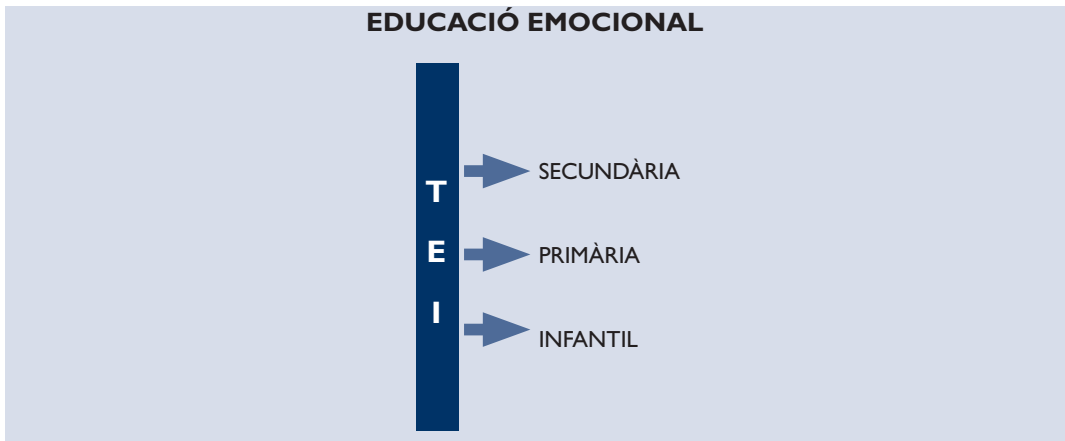 EDUCACIÓ EMOCIONAL
T
E
I
SECUNDÀRIA
PRIMÀRIA
INFANTIL